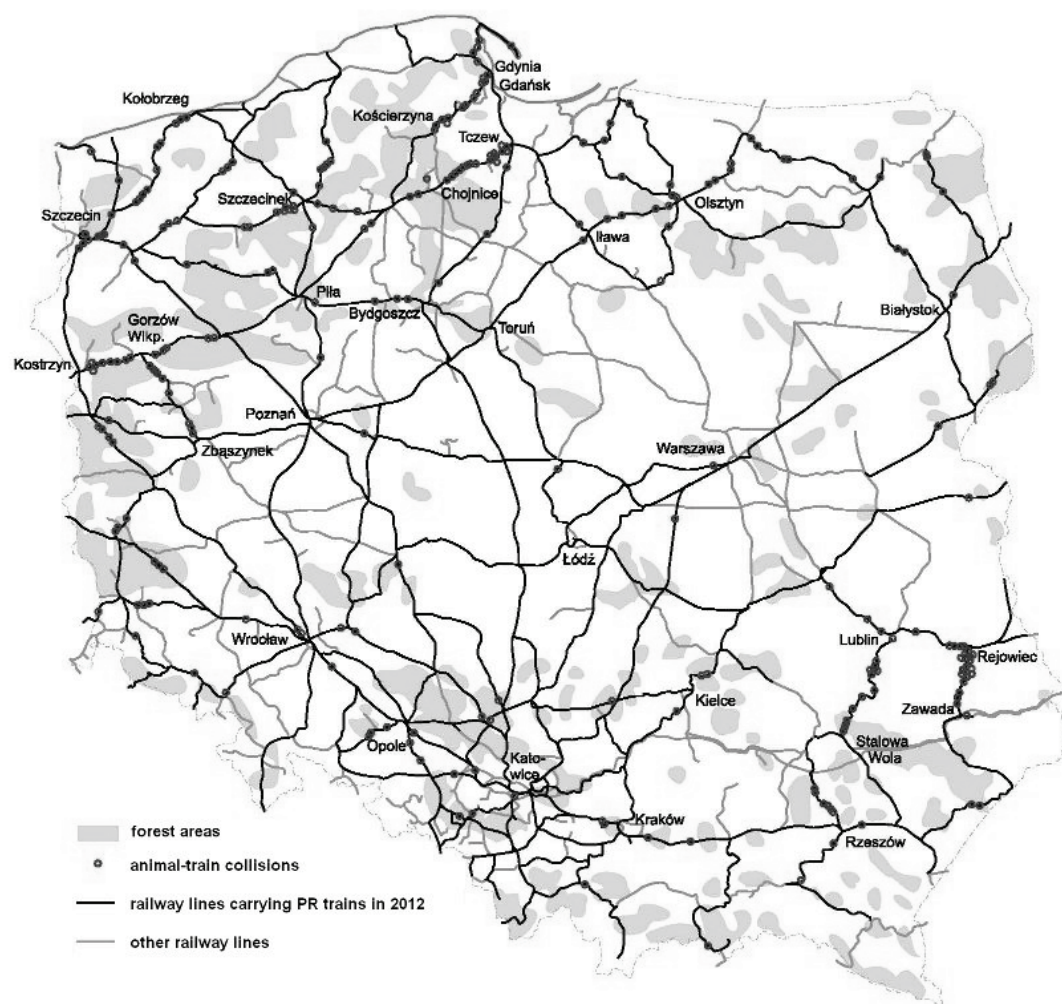 Gdynia
Gdańsk
Kołobrzeg
Kościerzyna
Tczew
Chojnice
Szczecinek
Szczecin
Olsztyn
Iława
Piła
Bydgoszcz
Toruń
Białystok
Gorzów
Wlkp.
Kostrzyn
Poznań
Zbąszynek
Warszawa
Łódź
Wrocław
Lublin
Rejowiec
Kielce
Zawada
Stalowa
Wola
Opole
Kato-
wice
Kraków
Rzeszów
forest areas
animal-train collisions
railway lines carrying PR trains in 2012
other railway lines